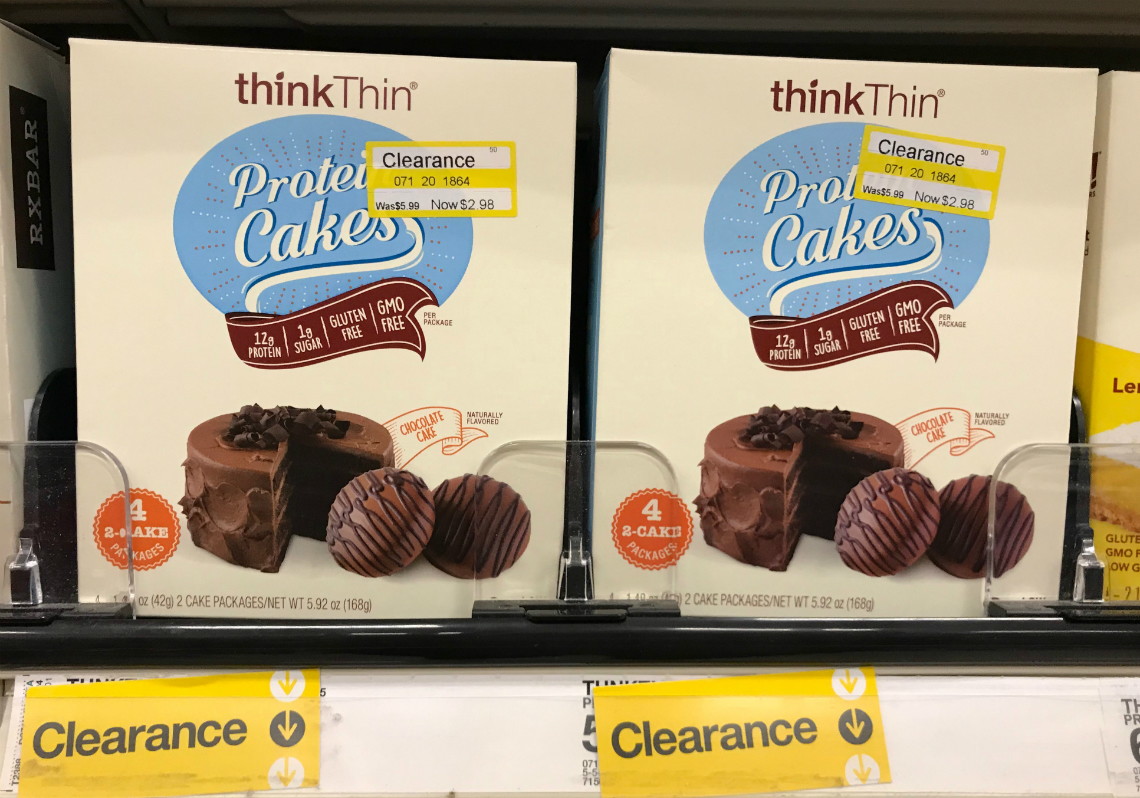 RXBAR
thinkThin®
Clearance 50
071 20 1864
Was$5.99 Now$2.98
Cakes
12g PROTEIN
1g SUGAR
GLUTEN FREE
GMO FREE
PER PACKAGE
CHOCOLATE CAKE
NATURALLY FLAVORED
4
2-CAKE
PACKAGES
oz (42g) 2 CAKE PACKAGES/NET WT 5.92 oz (168g)
thinkThin®
Clearance 50
071 20 1864
Was$5.99 Now$2.98
Cakes
12g PROTEIN
1g SUGAR
GLUTEN FREE
GMO FREE
PER PACKAGE
CHOCOLATE CAKE
NATURALLY FLAVORED
4
2-CAKE
PACKAGES
2 CAKE PACKAGES/NET WT 5.92 oz (168g)
Clearance
Clearance